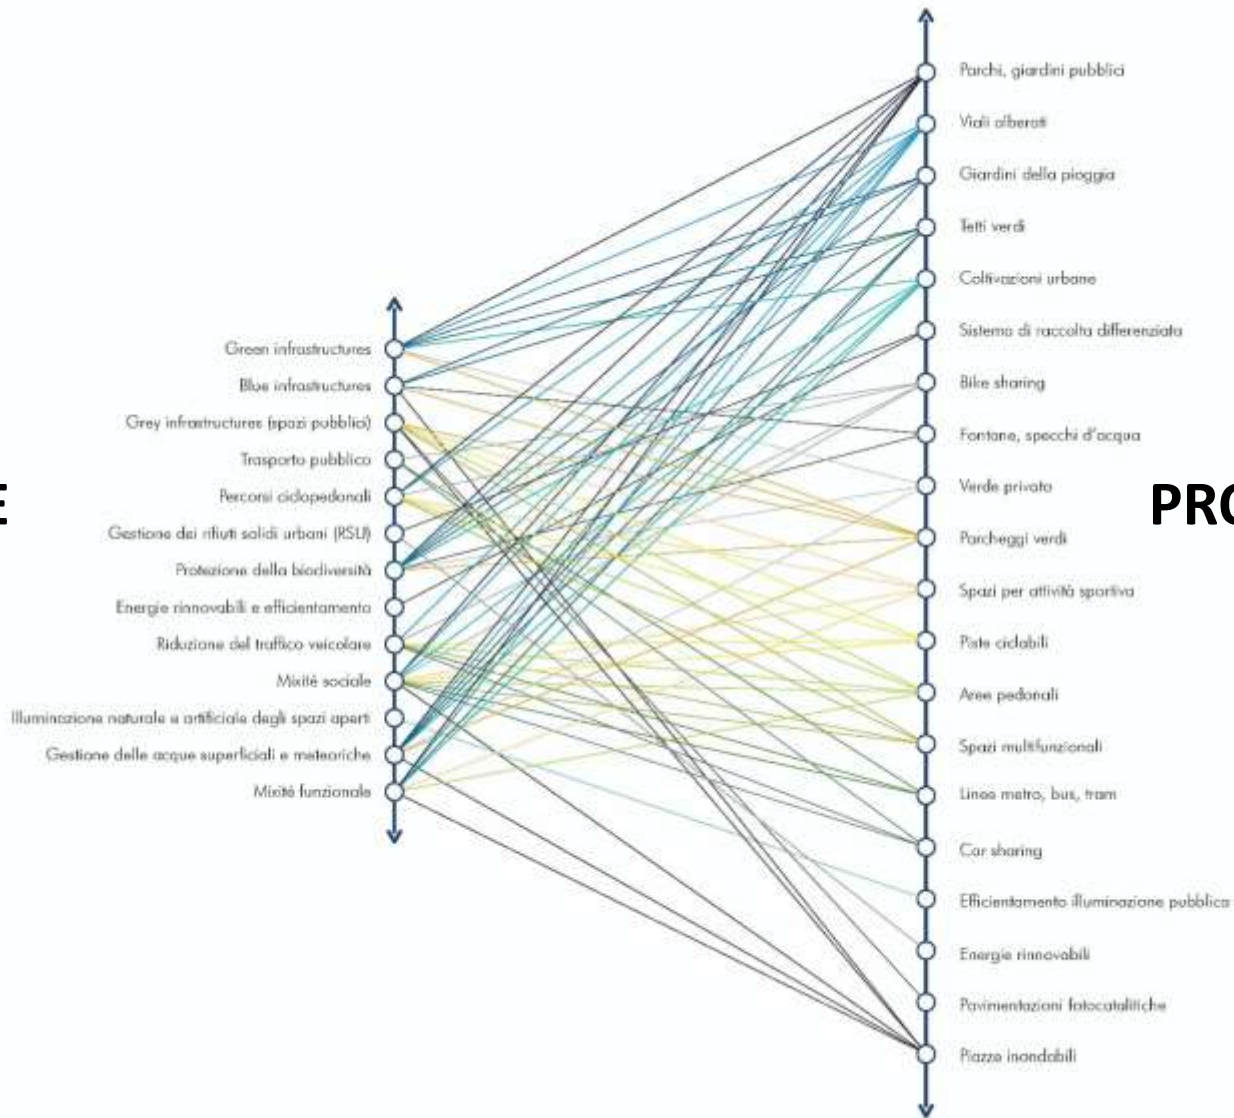 Green infrastructures
Blue infrastructures
Grey infrastructures (spazi pubblici)
Trasporto pubblico
Percorsi ciclopedonali
Gestione dei rifiuti solidi urbani (RSU)
Protezione della biodiversità
Energie rinnovabili e efficientamento
Riduzione del traffico veicolare
Mixité sociale
Illuminazione naturale e artificiale degli spazi aperti
Gestione delle acque superficiali e meteoriche
Mixité funzionale
E
Parchi, giardini pubblici
Viali alberati
Giardini della pioggia
Tetti verdi
Coltivazioni urbane
Sistema di raccolta differenziata
Bike sharing
Fontane, specchi d'acqua
Verde privato
Parcheggi verdi
Spazi per attività sportiva
Piste ciclabili
Aree pedonali
Spazi multifunzionali
Linee metro, bus, tram
Car sharing
Efficientamento illuminazione pubblica
Energie rinnovabili
Pavimentazioni fotocatalitiche
Piazze inondabili